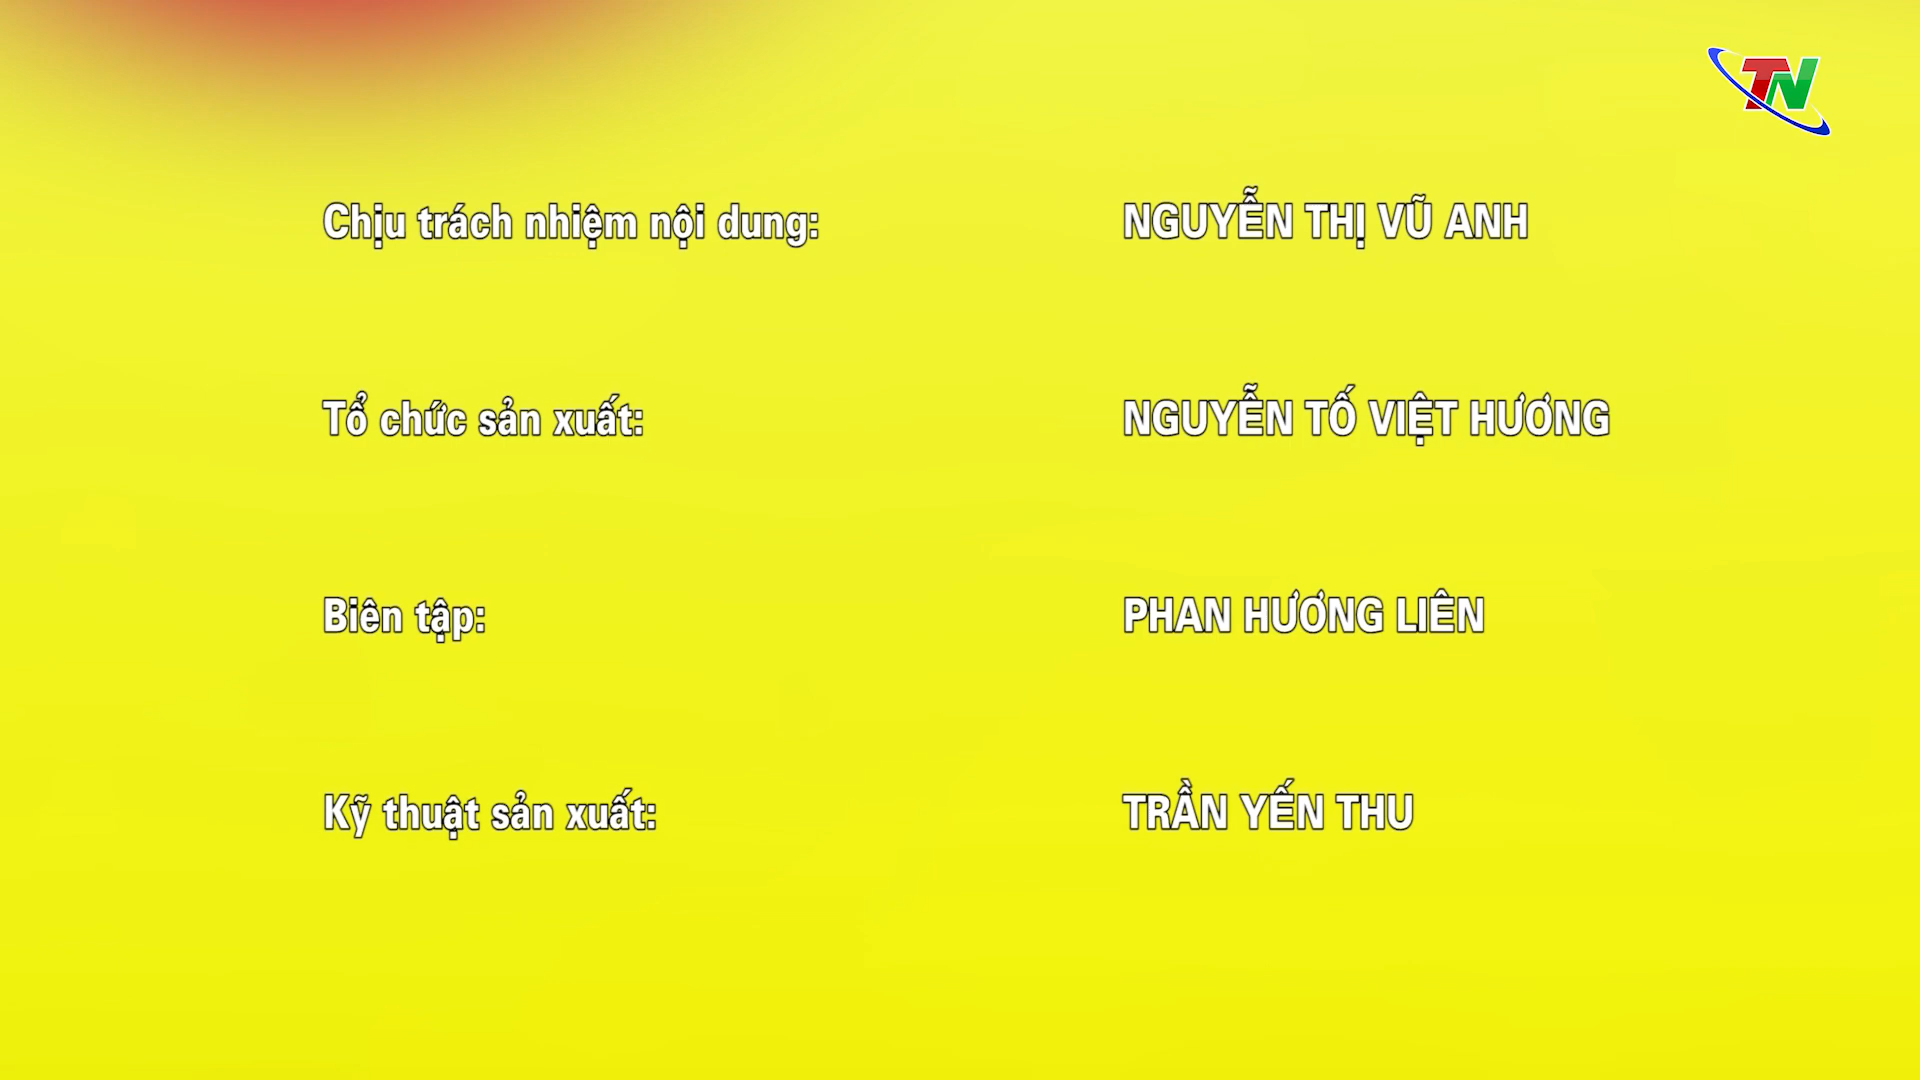 TN
Chịu trách nhiệm nội dung: NGUYỄN THỊ VŨ ANH
Tổ chức sản xuất: NGUYỄN TỐ VIỆT HƯƠNG
Biên tập: PHAN HƯƠNG LIÊN
Kỹ thuật sản xuất: TRẦN YẾN THU